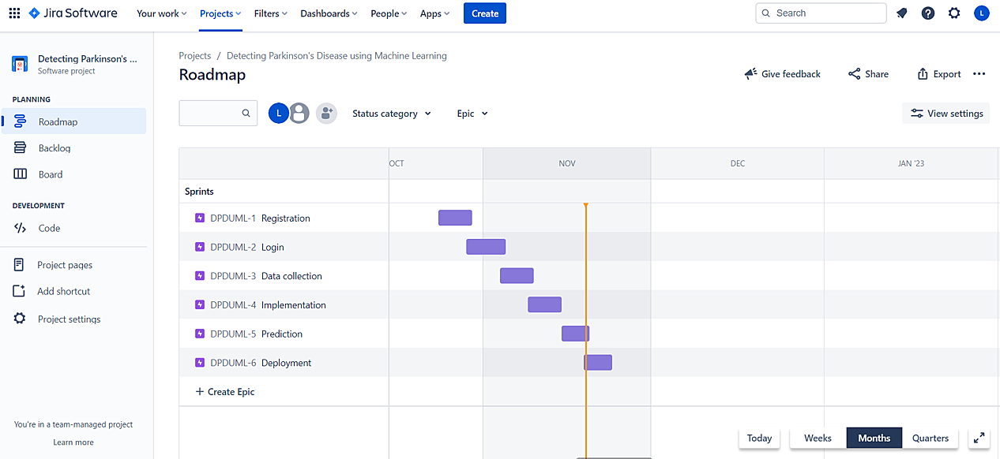 Jira Software Your work Projects Filters Dashboards People Apps Create Search L
Detecting Parkinson's ...
Software project
PLANNING
Roadmap
Backlog
Board
DEVELOPMENT
Code
Project pages
Add shortcut
Project settings
You're in a team-managed project
Learn more
Projects / Detecting Parkinson's Disease using Machine Learning
Roadmap
Give feedback Share Export
L Status category Epic View settings
OCT NOV DEC JAN '23
Sprints
DPDUML-1 Registration
DPDUML-2 Login
DPDUML-3 Data collection
DPDUML-4 Implementation
DPDUML-5 Prediction
DPDUML-6 Deployment
+ Create Epic
Today Weeks Months Quarters